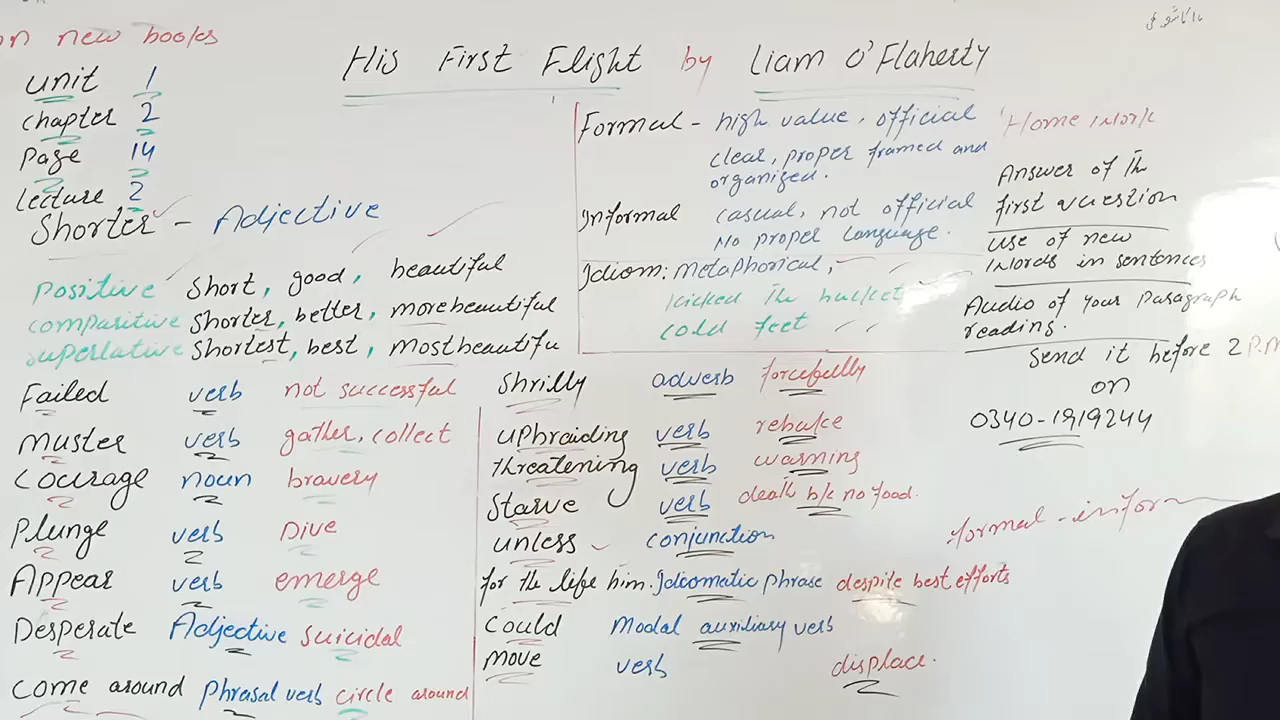 on new books
His First Flight by Liam O'Flaherty
unit 1
chapter 2
Page 14
lecture 2
Shorter - Adjective
Positive Short, good, beautiful
comparitive Shorter, better, more beautiful
superlative Shortest, best, most beautiful
Failed verb not successful
muster verb gather, collect
Courage noun bravery
Plunge verb Dive
Appear verb emerge
Desperate Adjective suicidal
come around Phrasal verb circle around
Formal - high value, official
clear, proper framed and
organized.
Informal casual, not official
No proper language.
Idiom: metaphorical,
kicked the bucket
cold feet
Shrilly adverb forcefully
upbraiding verb rebuke
threatening verb warming
Starve verb death b/c no food.
unless conjunction
for the life him. Idiomatic phrase despite best efforts
Could Modal auxiliary verb
move verb displace.
Home work
Answer of the
first question
use of new
words in sentences
Audio of your paragraph
reading.
Send it before 2 P.M
on
0340-1919244
formal - inform